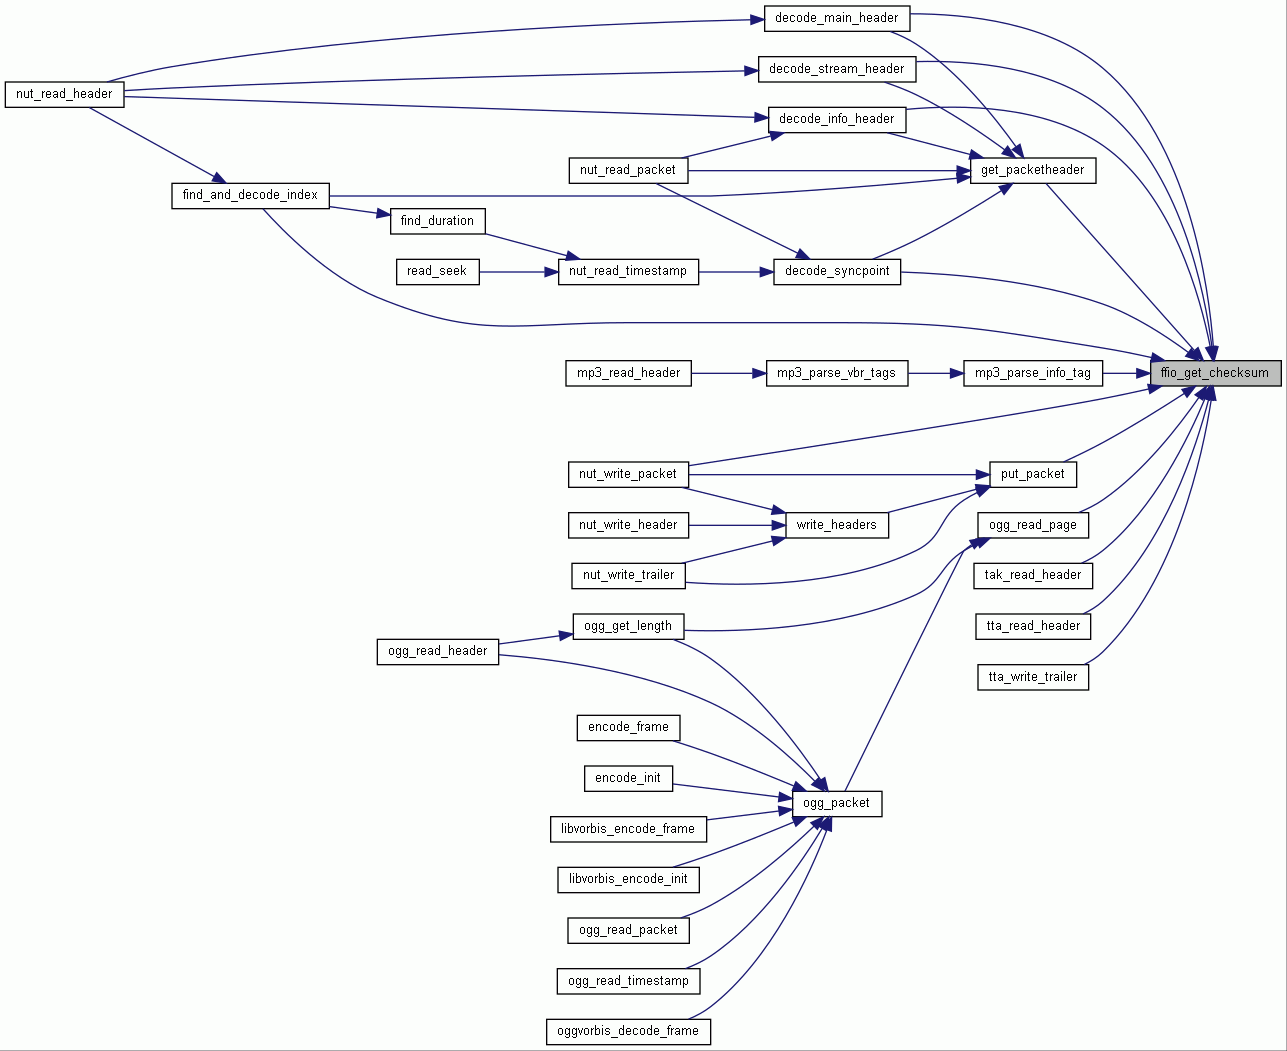 decode_main_header
decode_stream_header
nut_read_header
decode_info_header
nut_read_packet
get_packetheader
find_and_decode_index
find_duration
read_seek
nut_read_timestamp
decode_syncpoint
mp3_read_header
mp3_parse_vbr_tags
mp3_parse_info_tag
ffio_get_checksum
nut_write_packet
put_packet
nut_write_header
write_headers
ogg_read_page
nut_write_trailer
tak_read_header
ogg_get_length
tta_read_header
ogg_read_header
tta_write_trailer
encode_frame
encode_init
ogg_packet
libvorbis_encode_frame
libvorbis_encode_init
ogg_read_packet
ogg_read_timestamp
oggvorbis_decode_frame